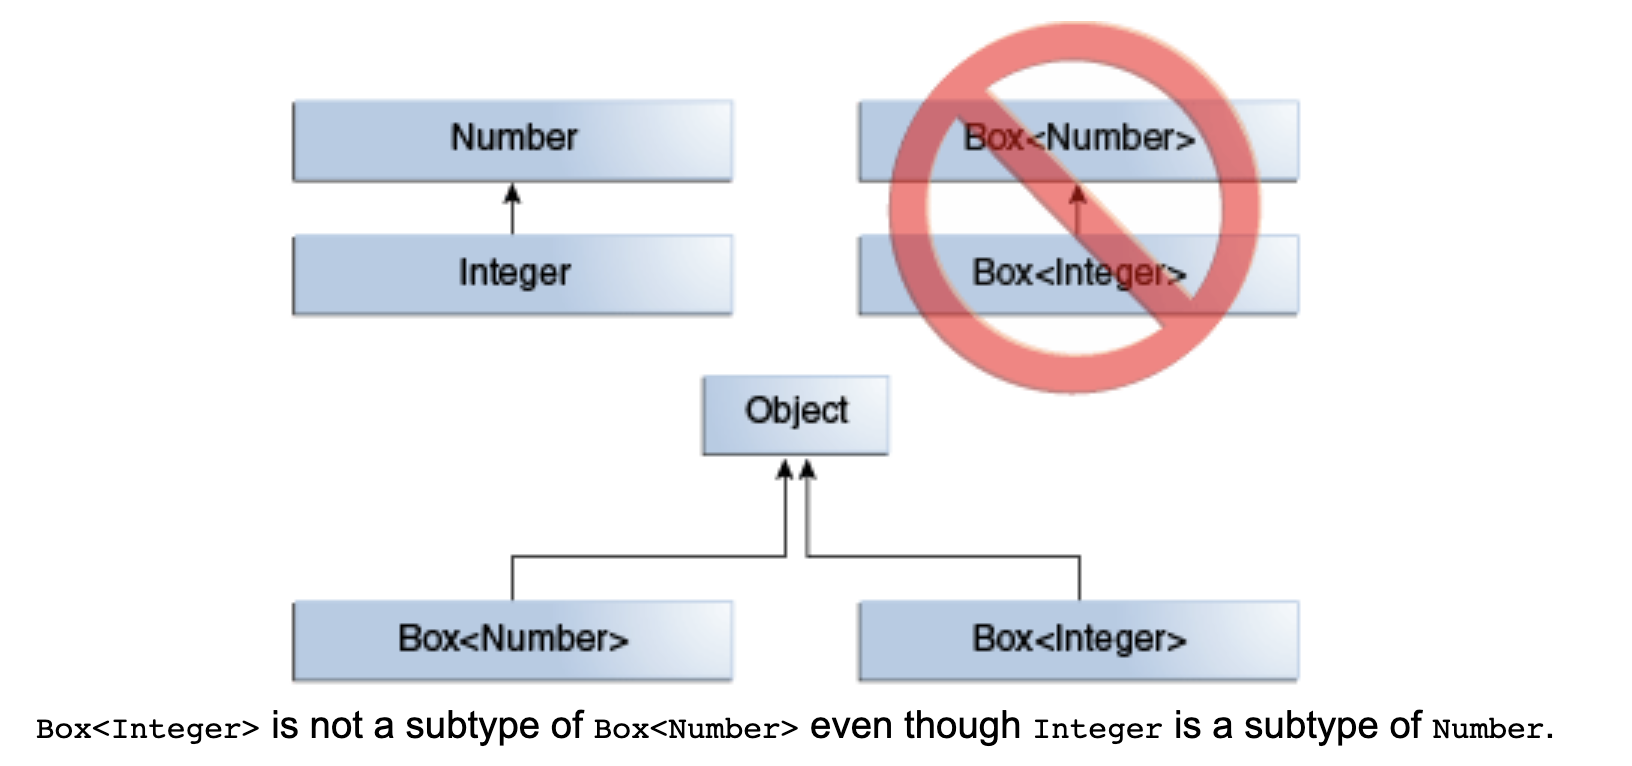 Number
Box<Number>
Integer
Box<Integer>
Object
Box<Number>
Box<Integer>
Box<Integer> is not a subtype of Box<Number> even though Integer is a subtype of Number.